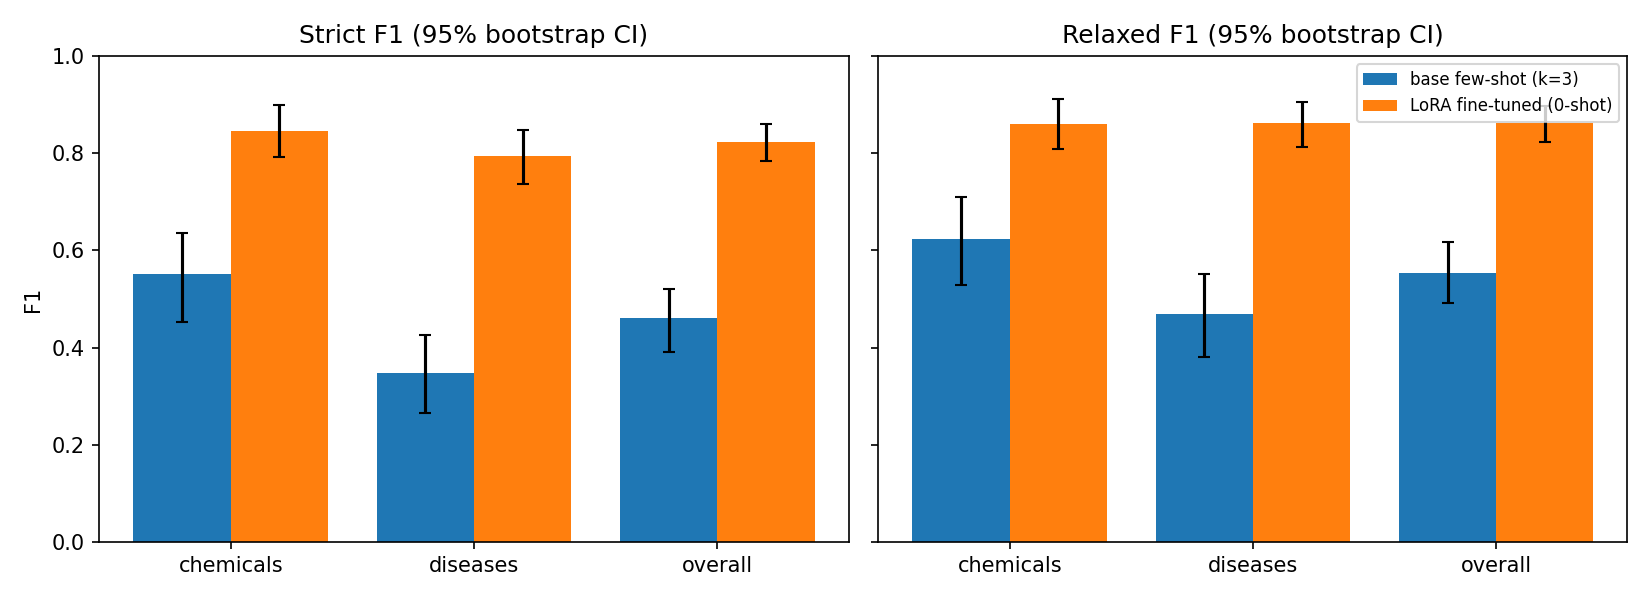 Strict F1 (95% bootstrap CI)
Relaxed F1 (95% bootstrap CI)
base few-shot (k=3)
LoRA fine-tuned (0-shot)
F1
1.0
0.8
0.6
0.4
0.2
0.0
chemicals
diseases
overall
chemicals
diseases
overall